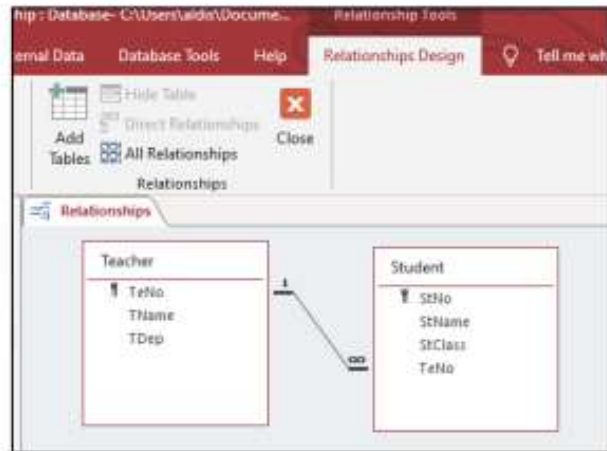 ship : Database- C:\Users\aldis\Docume... Relationship Tools
ernal Data Database Tools Help Relationships Design Tell me wh
Add Tables
Hide Table
Direct Relationships
All Relationships
Close
Relationships
Relationships
Teacher
TeNo
TName
TDep
1
∞
Student
StNo
StName
StClass
TeNo